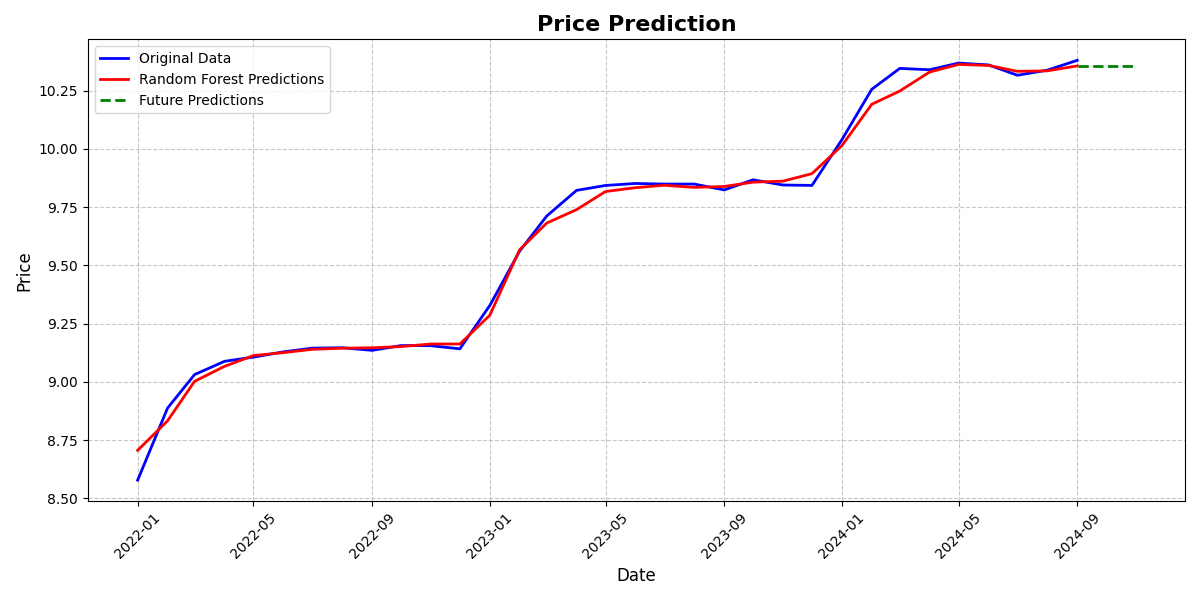 Price Prediction
Original Data
Random Forest Predictions
Future Predictions
Price
10.25
10.00
9.75
9.50
9.25
9.00
8.75
8.50
2022-01
2022-05
2022-09
2023-01
2023-05
2023-09
2024-01
2024-05
2024-09
Date